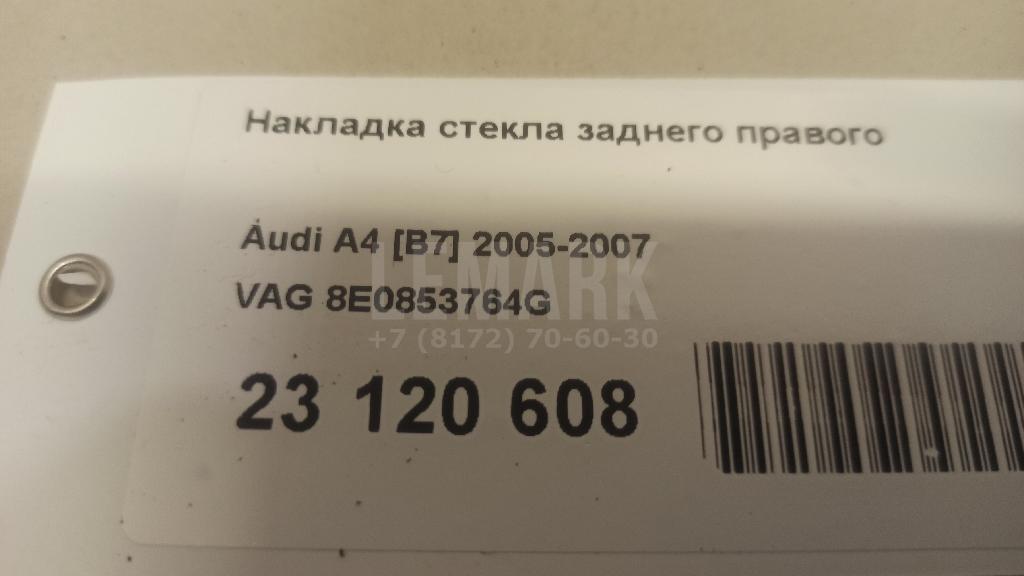 Накладка стекла заднего правого
Audi A4 [B7] 2005-2007
VAG 8E0853764G
LEMARK
+7 (8172) 70-60-30
23 120 608